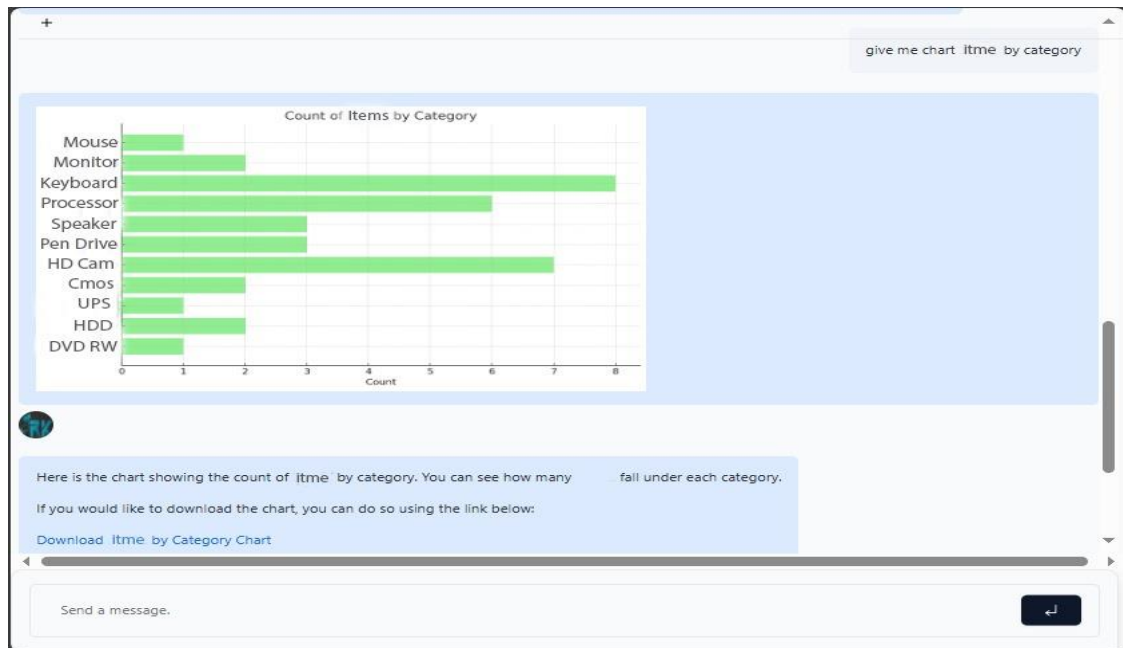 +
give me chart itme by category
Count of Items by Category
Mouse
Monitor
Keyboard
Processor
Speaker
Pen Drive
HD Cam
Cmos
UPS
HDD
DVD RW
0 1 2 3 4 5 6 7 8
Count
RK
Here is the chart showing the count of itme by category. You can see how many fall under each category.
If you would like to download the chart, you can do so using the link below:
Download itme by Category Chart
Send a message.